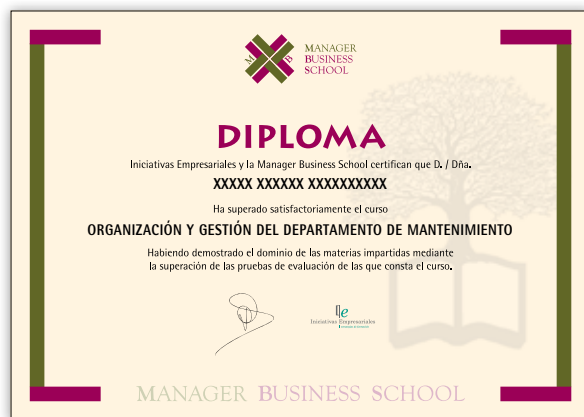 M B
MANAGER
BUSINESS
SCHOOL
DIPLOMA
Iniciativas Empresariales y la Manager Business School certifican que D. / Dña.
XXXXX XXXXXX XXXXXXXXXX
Ha superado satisfactoriamente el curso
ORGANIZACIÓN Y GESTIÓN DEL DEPARTAMENTO DE MANTENIMIENTO
Habiendo demostrado el dominio de las materias impartidas mediante
la superación de las pruebas de evaluación de las que consta el curso.
Iniciativas Empresariales
MANAGER BUSINESS SCHOOL